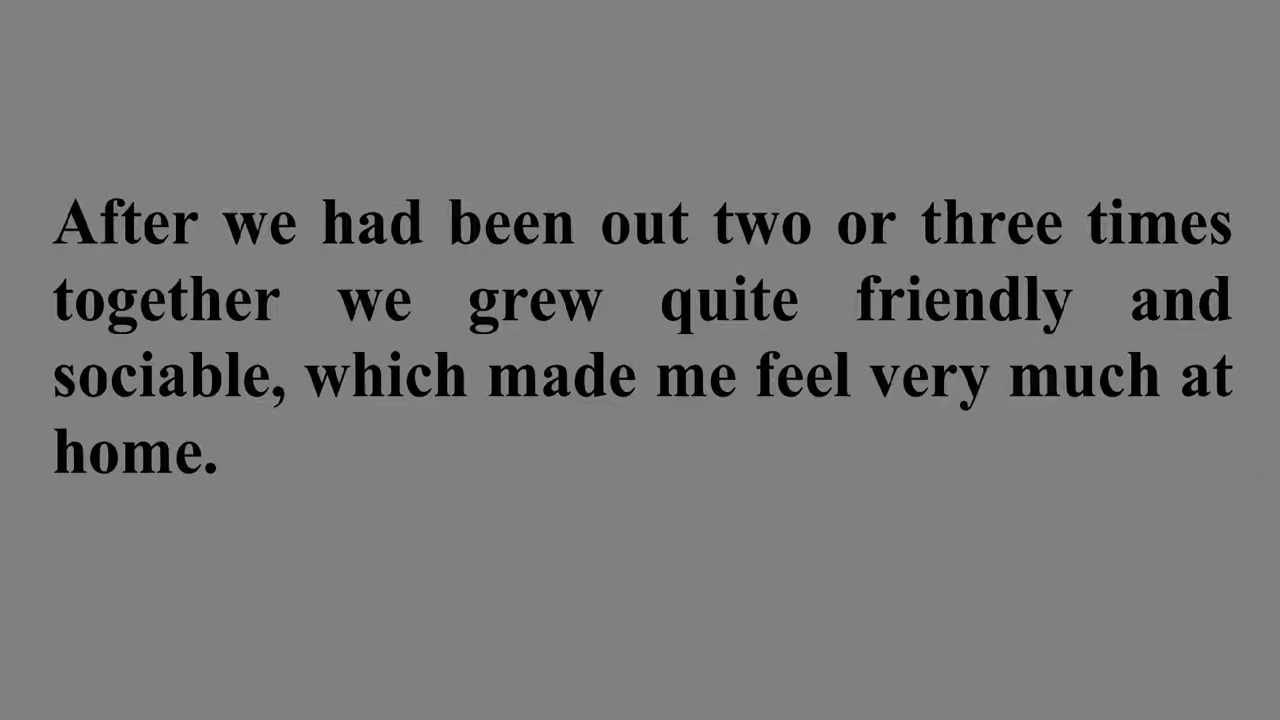 After we had been out two or three times
together we grew quite friendly and
sociable, which made me feel very much at
home.